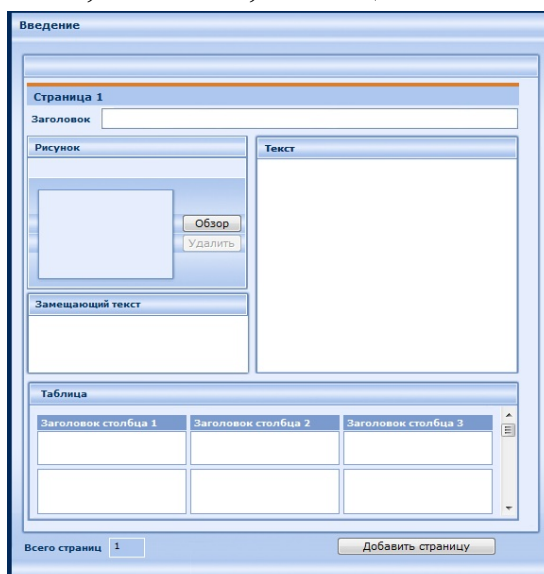 Введение
Страница 1
Заголовок
Рисунок
Текст
Обзор
Удалить
Замещающий текст
Таблица
Заголовок столбца 1 Заголовок столбца 2 Заголовок столбца 3
Всего страниц 1 Добавить страницу